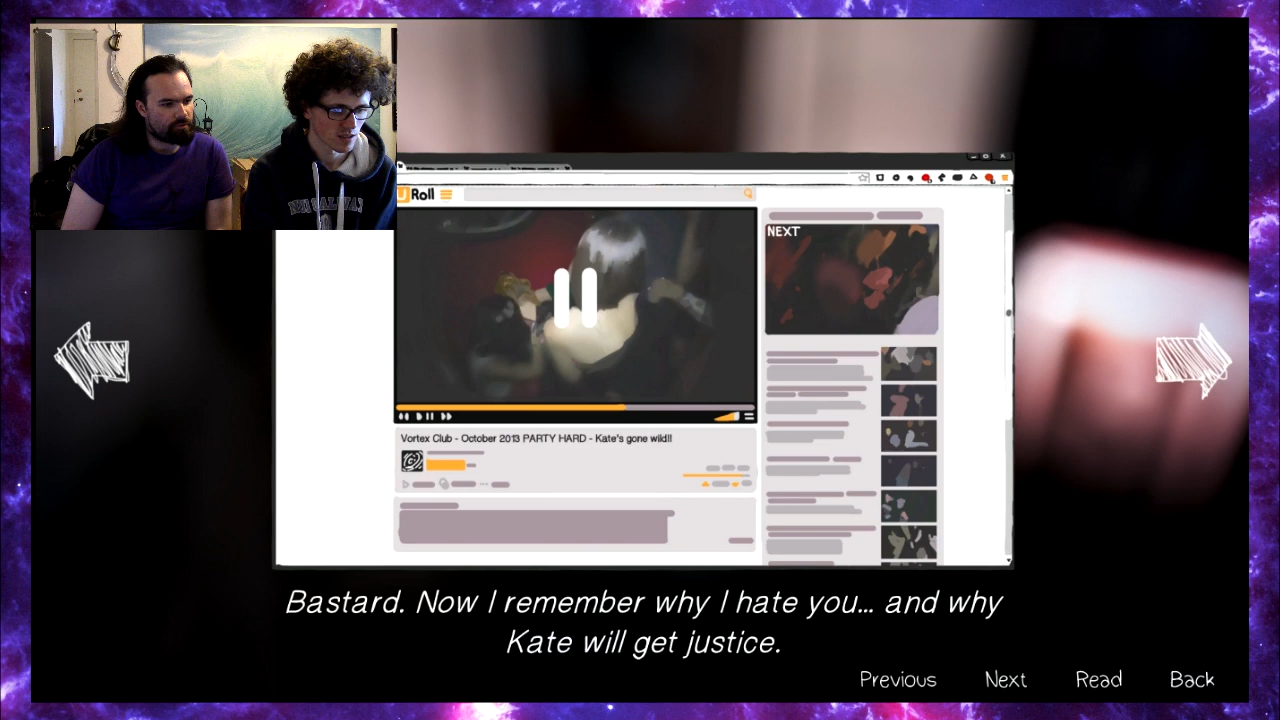 URoll
NEXT
Vortex Club - October 2013 PARTY HARD - Kate's gone wild!!
Bastard. Now I remember why I hate you... and why
Kate will get justice.
Previous Next Read Back